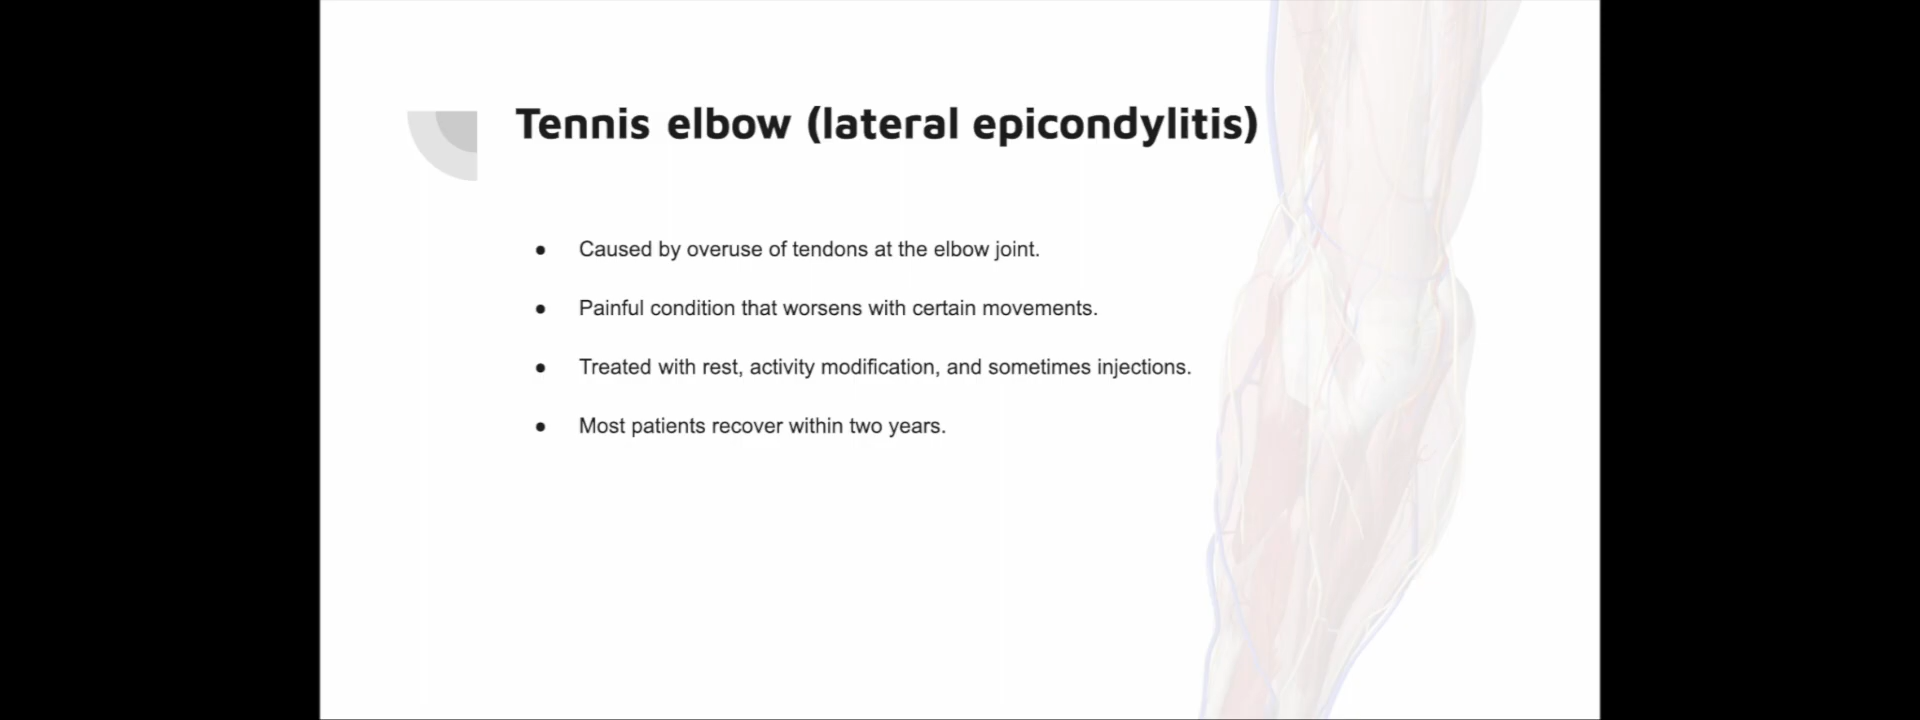 Tennis elbow (lateral epicondylitis)
● Caused by overuse of tendons at the elbow joint.
● Painful condition that worsens with certain movements.
● Treated with rest, activity modification, and sometimes injections.
● Most patients recover within two years.